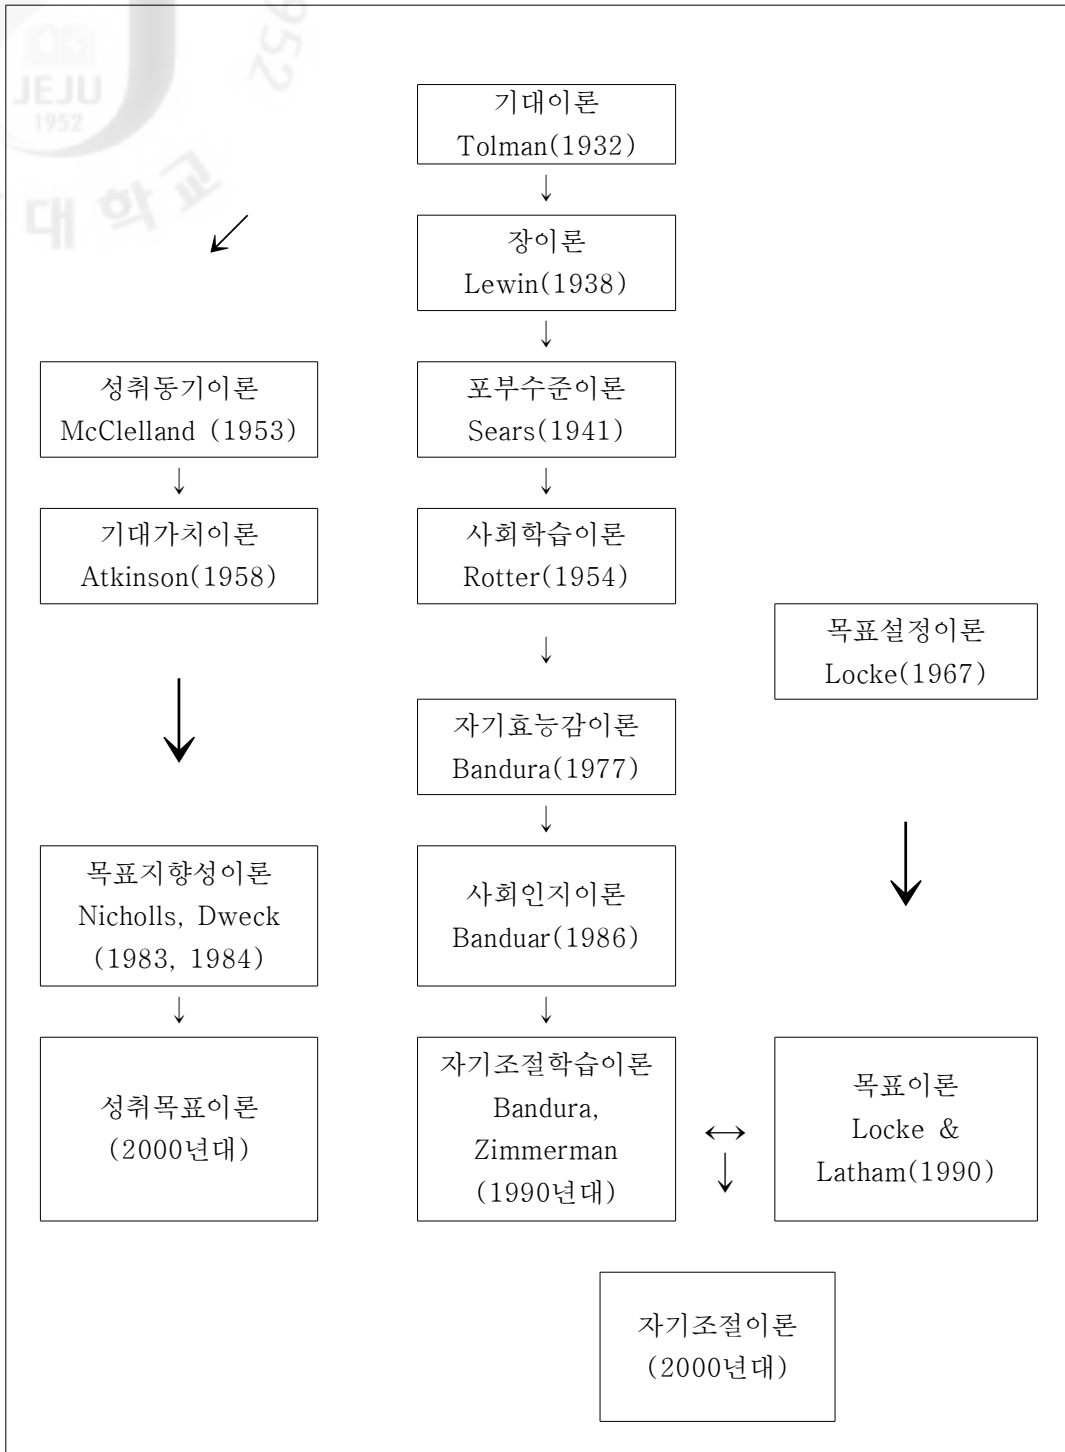 952
JEJU
1952
대학교
기대이론
Tolman(1932)
↓
↙
장이론
Lewin(1938)
↓
성취동기이론
McClelland (1953)
↓
포부수준이론
Sears(1941)
↓
기대가치이론
Atkinson(1958)
↓
사회학습이론
Rotter(1954)
↓
목표설정이론
Locke(1967)
↓
자기효능감이론
Bandura(1977)
↓
목표지향성이론
Nicholls, Dweck
(1983, 1984)
↓
사회인지이론
Banduar(1986)
↓
성취목표이론
(2000년대)
자기조절학습이론
Bandura,
Zimmerman
(1990년대)
↔
↓
목표이론
Locke &
Latham(1990)
자기조절이론
(2000년대)